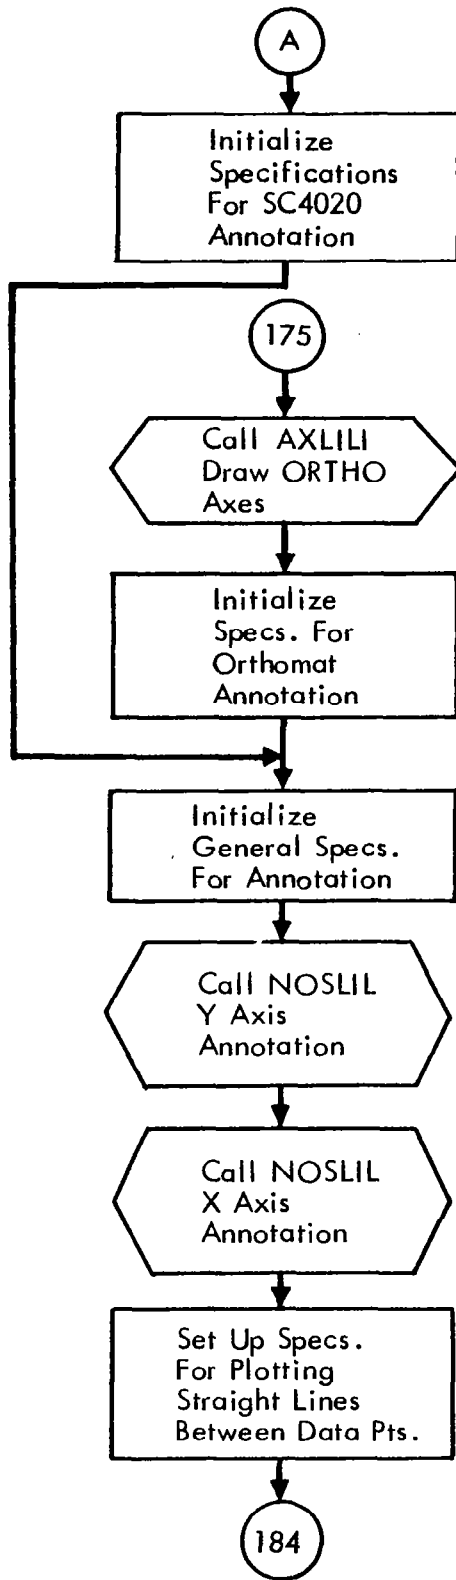 A
Initialize
Specifications
For SC4020
Annotation
175
Call AXLILI
Draw ORTHO
Axes
Initialize
Specs. For
Orthomat
Annotation
Initialize
General Specs.
For Annotation
Call NOSLIL
Y Axis
Annotation
Call NOSLIL
X Axis
Annotation
Set Up Specs.
For Plotting
Straight Lines
Between Data Pts.
184